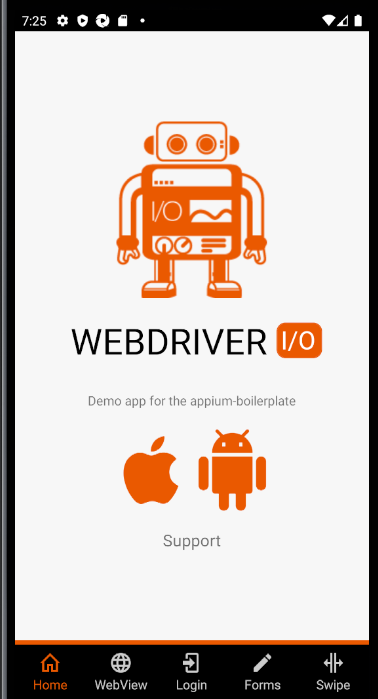 7:25
I/O
WEBDRIVER I/O
Demo app for the appium-boilerplate
Support
Home WebView Login Forms Swipe